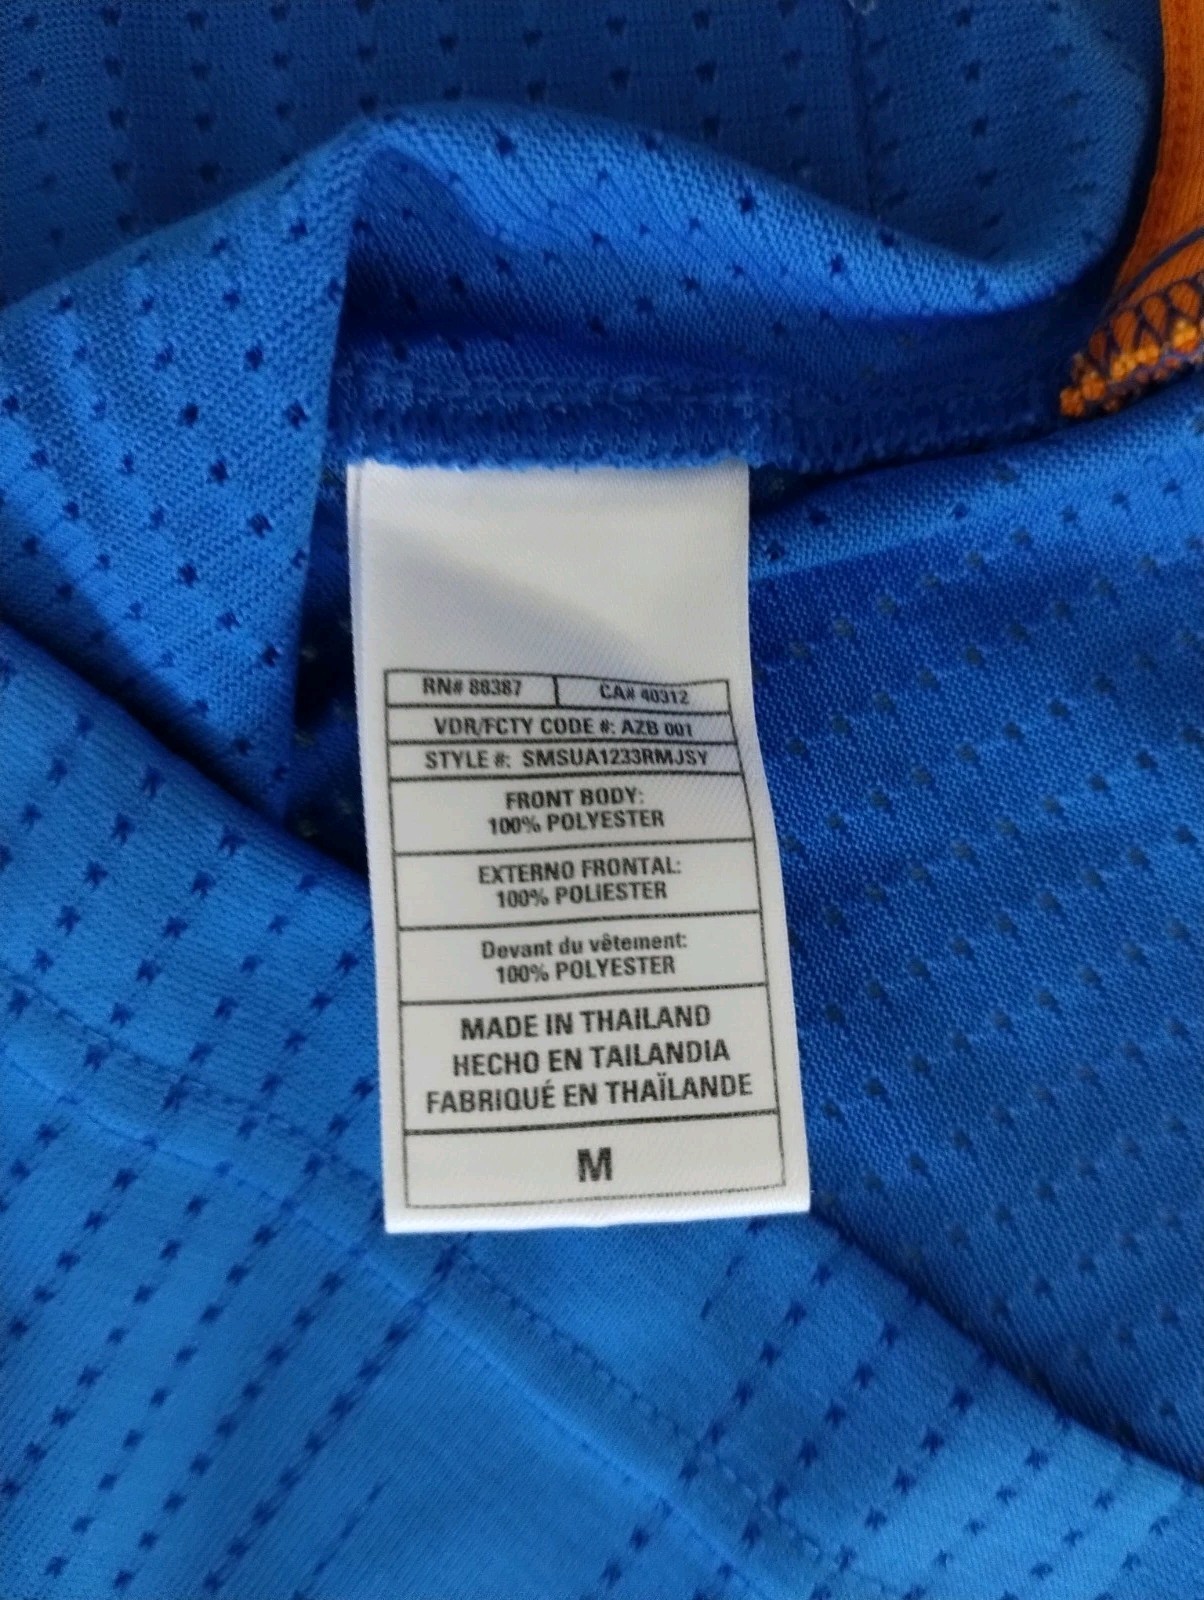 RN# 88387 CA# 40312
VDR/FCTY CODE #: AZB 001
STYLE #: SMSUA1233RMJSY
FRONT BODY:
100% POLYESTER
EXTERNO FRONTAL:
100% POLIESTER
Devant du vêtement:
100% POLYESTER
MADE IN THAILAND
HECHO EN TAILANDIA
FABRIQUÉ EN THAÏLANDE
M